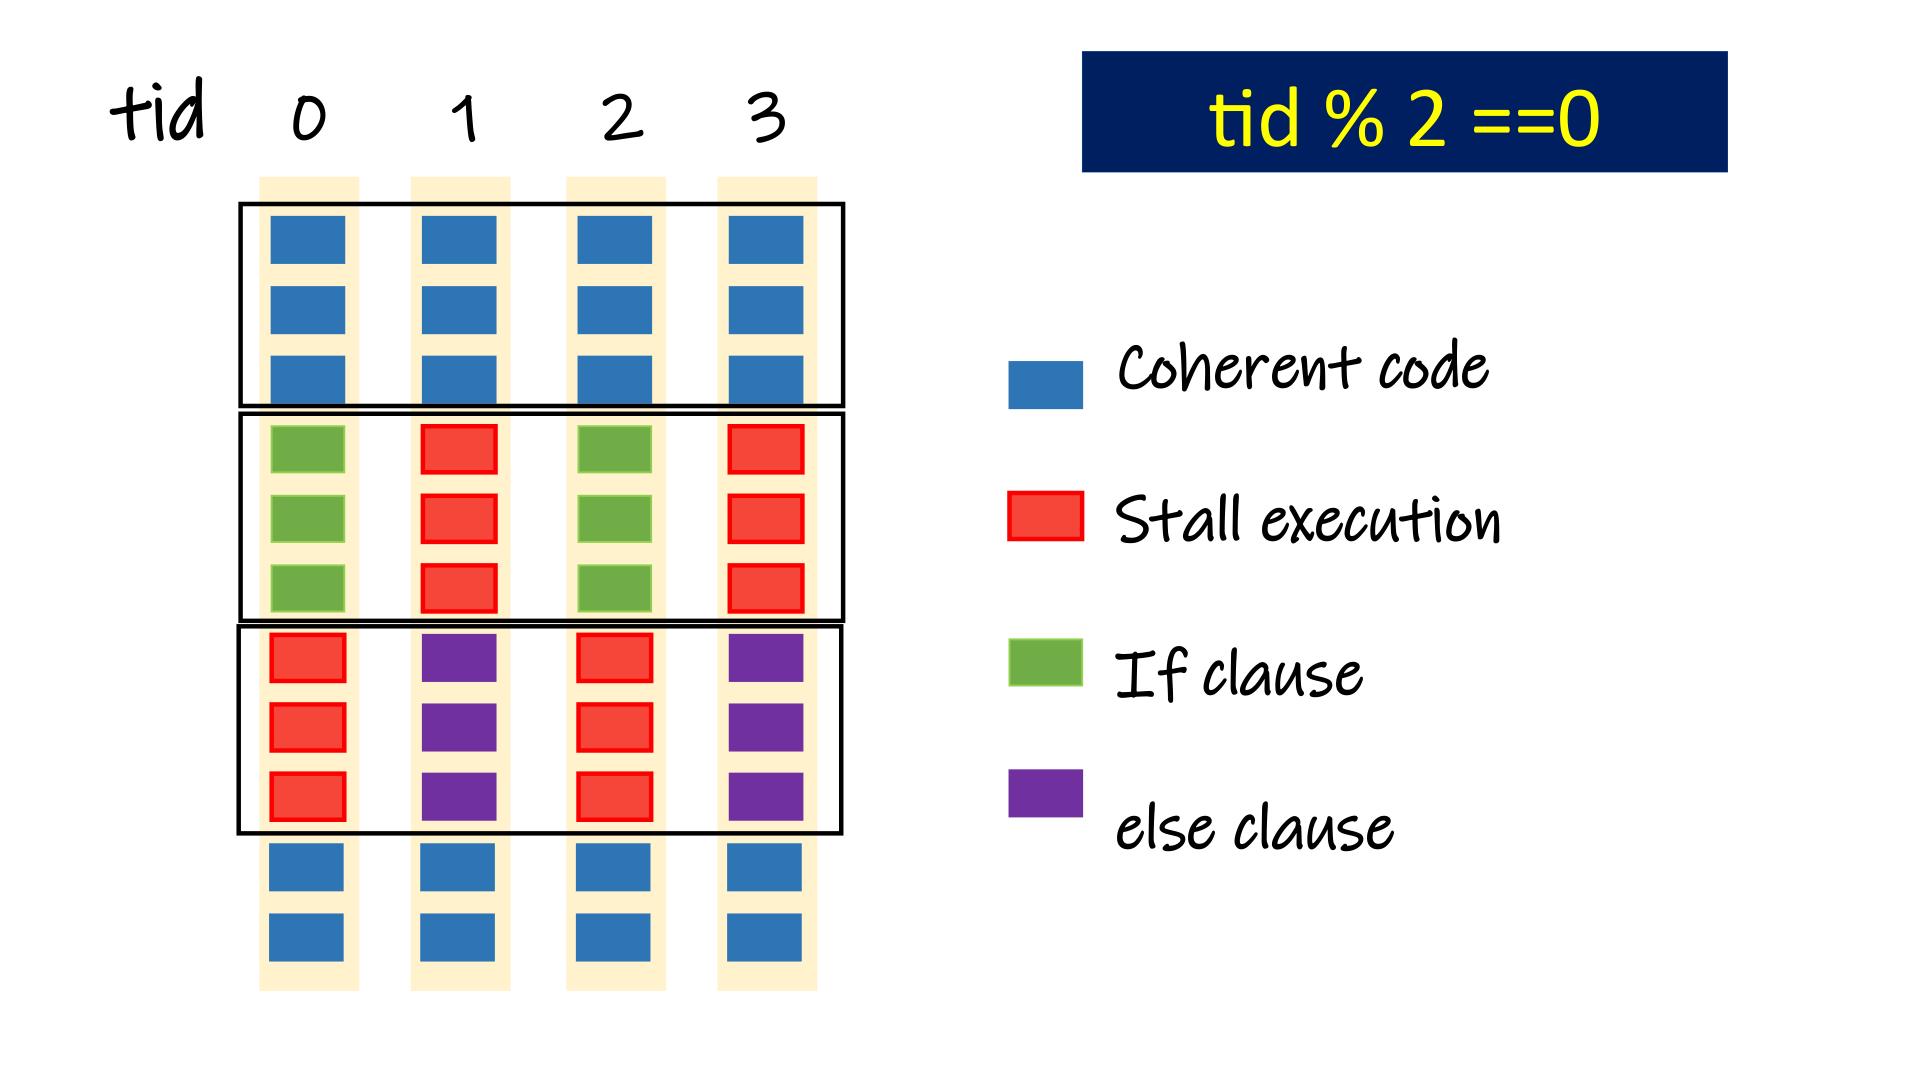 tid 0 1 2 3
tid % 2 ==0
Coherent code
Stall execution
If clause
else clause